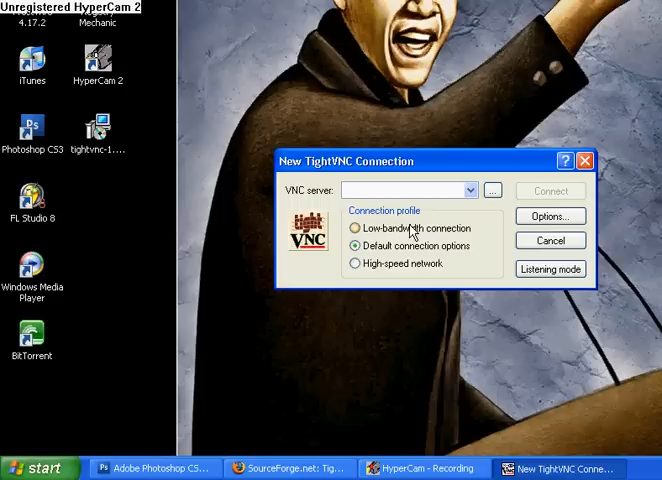 Unregistered HyperCam 2
4.17.2
Mechanic
iTunes
HyperCam 2
Photoshop CS3
tightvnc-1....
FL Studio 8
Windows Media
Player
BitTorrent
New TightVNC Connection
VNC server:
...
Connect
Connection profile
Low-bandwidth connection
Options...
tight
VNC
Default connection options
Cancel
High-speed network
Listening mode
start
Adobe Photoshop CS...
SourceForge.net: Tig...
HyperCam - Recording
New TightVNC Conne...